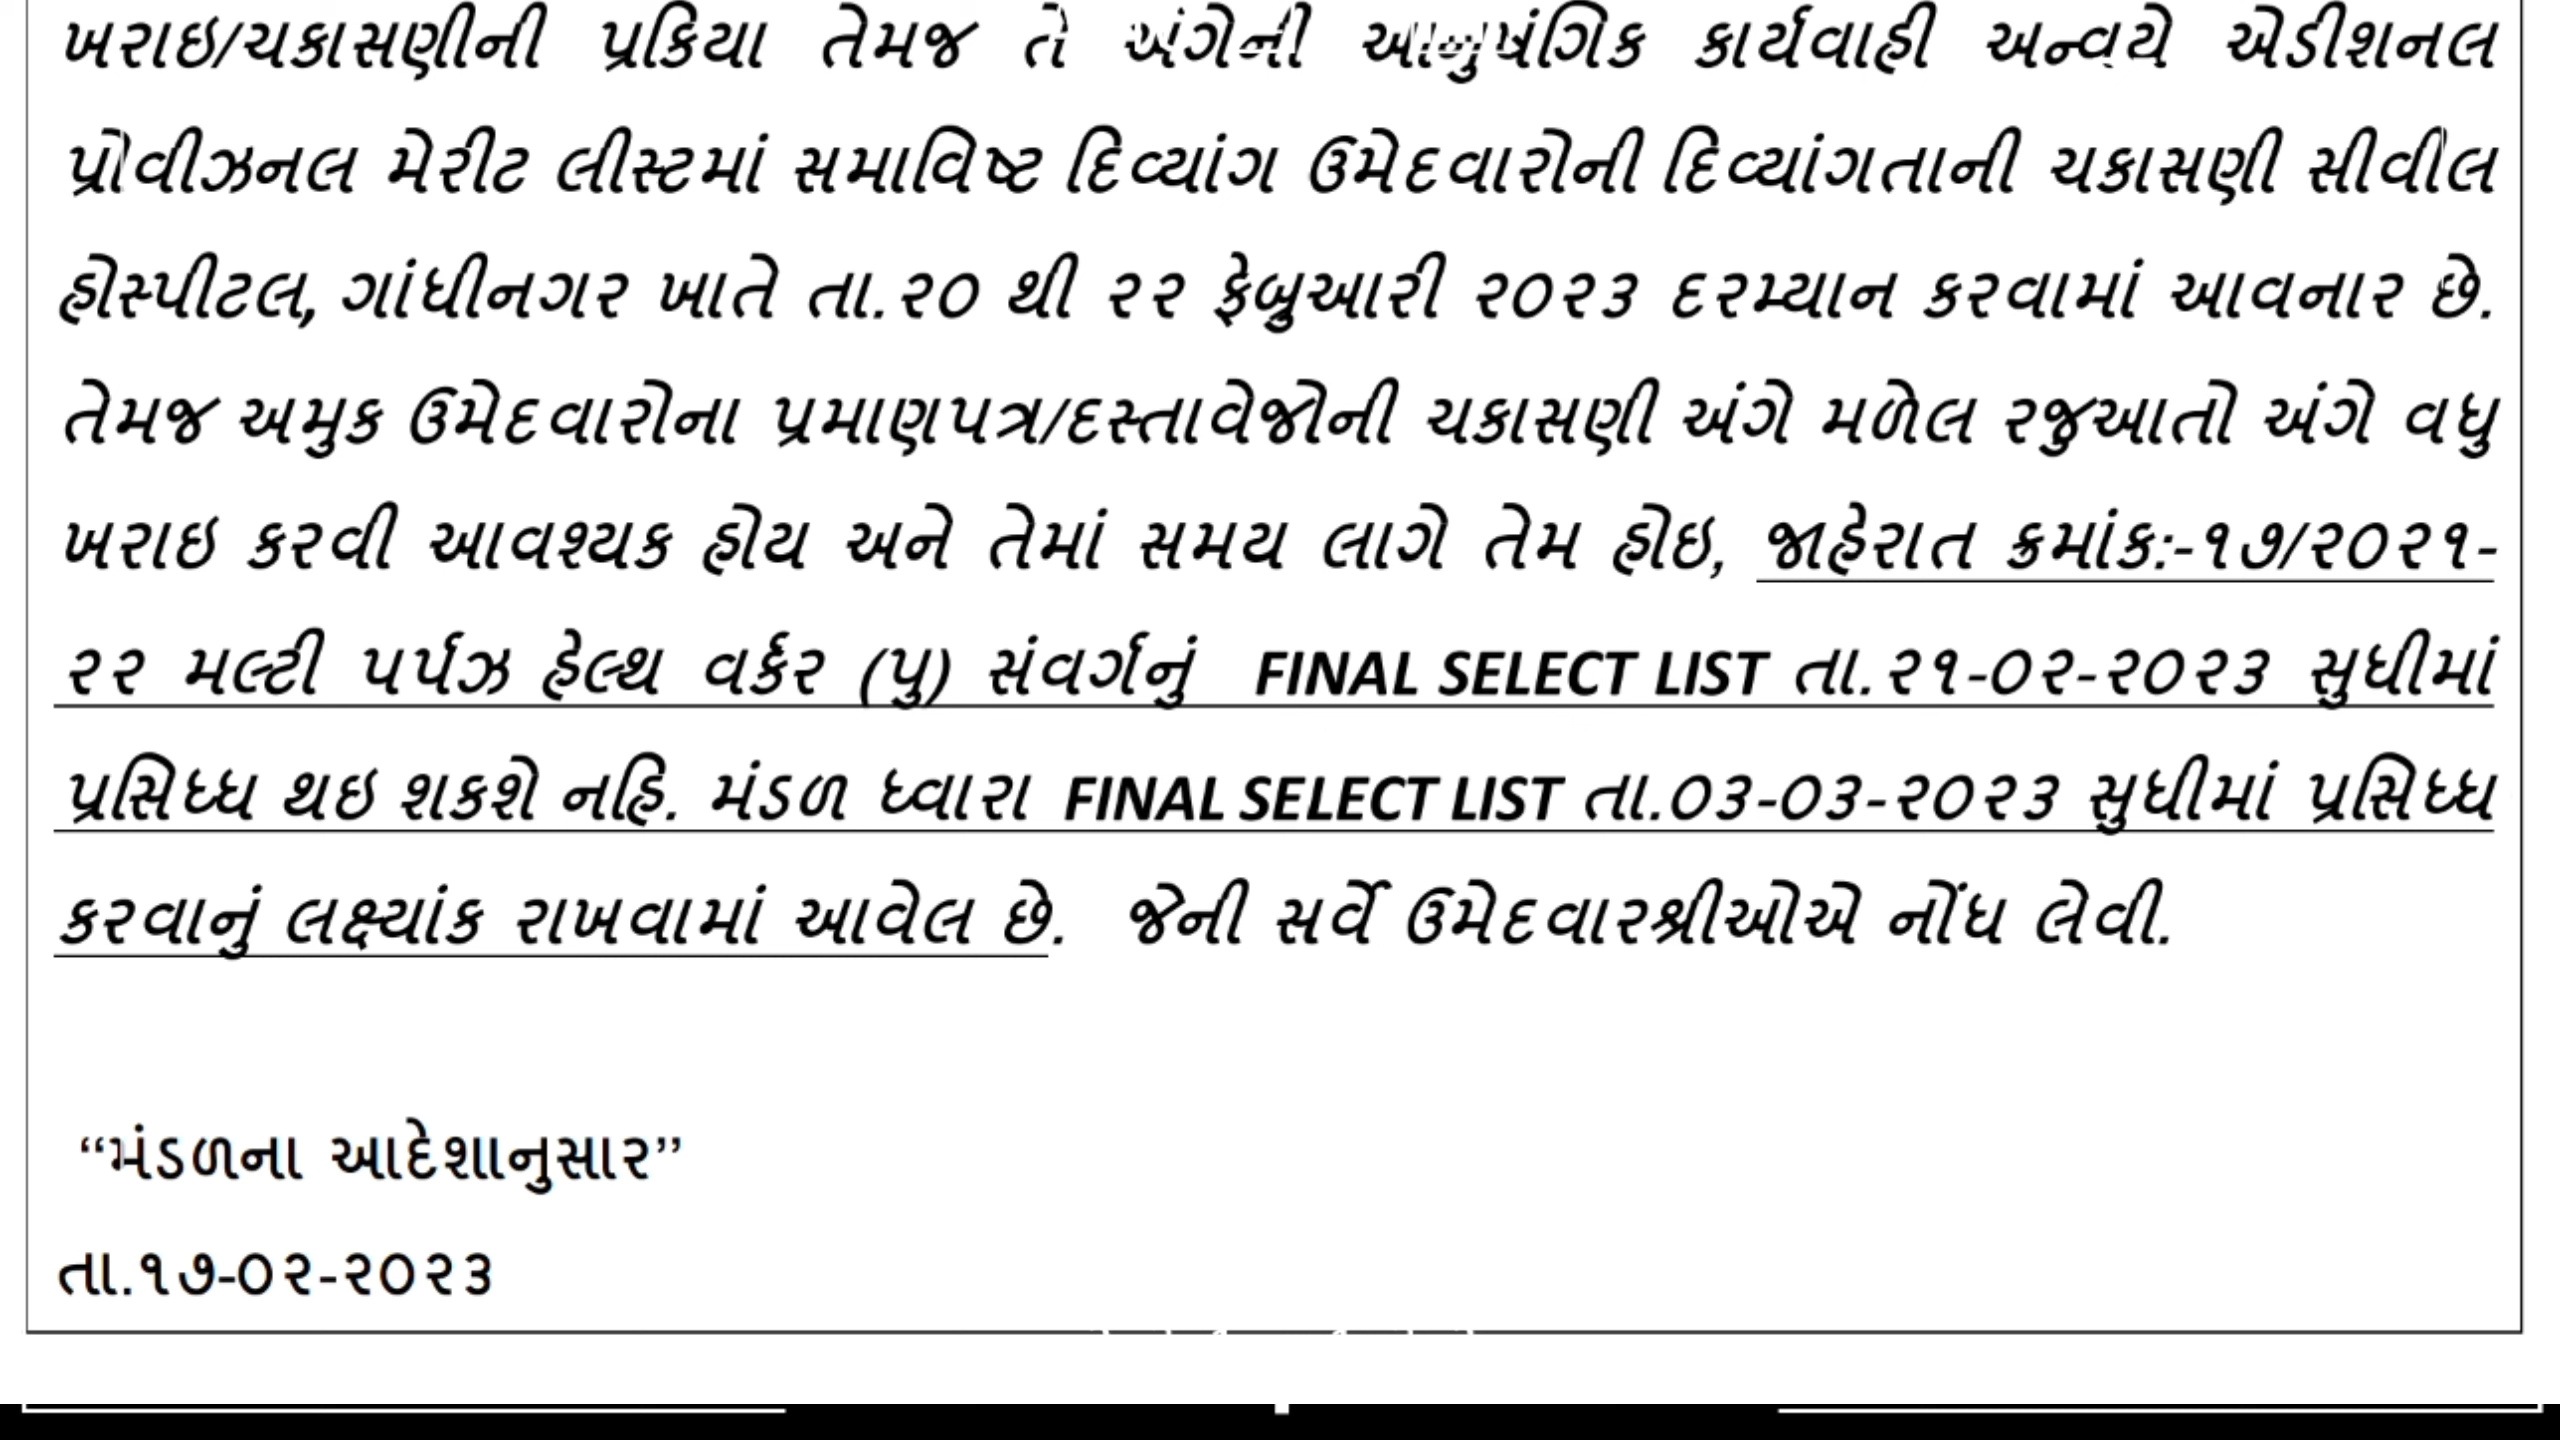 ખરાઇ/ચકાસણીની પ્રકિયા તેમજ તે અંગેની આનુષંગિક કાર્યવાહી અન્વયે એડીશનલ
પ્રોવીઝનલ મેરીટ લીસ્ટમાં સમાવિષ્ટ દિવ્યાંગ ઉમેદવારોની દિવ્યાંગતાની ચકાસણી સીવીલ
હોસ્પીટલ, ગાંધીનગર ખાતે તા.૨૦ થી ૨૨ ફેબ્રુઆરી ૨૦૨૩ દરમ્યાન કરવામાં આવનાર છે.
તેમજ અમુક ઉમેદવારોના પ્રમાણપત્ર/દસ્તાવેજોની ચકાસણી અંગે મળેલ રજુઆતો અંગે વધુ
ખરાઇ કરવી આવશ્યક હોય અને તેમાં સમય લાગે તેમ હોઇ, જાહેરાત ક્રમાંક:-૧૭/૨૦૨૧-
૨૨ મલ્ટી પર્પઝ હેલ્થ વર્કર (પુ) સંવર્ગનું FINAL SELECT LIST તા.૨૧-૦૨-૨૦૨૩ સુધીમાં
પ્રસિધ્ધ થઇ શકશે નહિ. મંડળ ધ્વારા FINAL SELECT LIST તા.૦૩-૦૩-૨૦૨૩ સુધીમાં પ્રસિધ્ધ
કરવાનું લક્ષ્યાંક રાખવામાં આવેલ છે. જેની સર્વે ઉમેદવારશ્રીઓએ નોંધ લેવી.
“મંડળના આદેશાનુસાર”
તા.૧૭-૦૨-૨૦૨૩